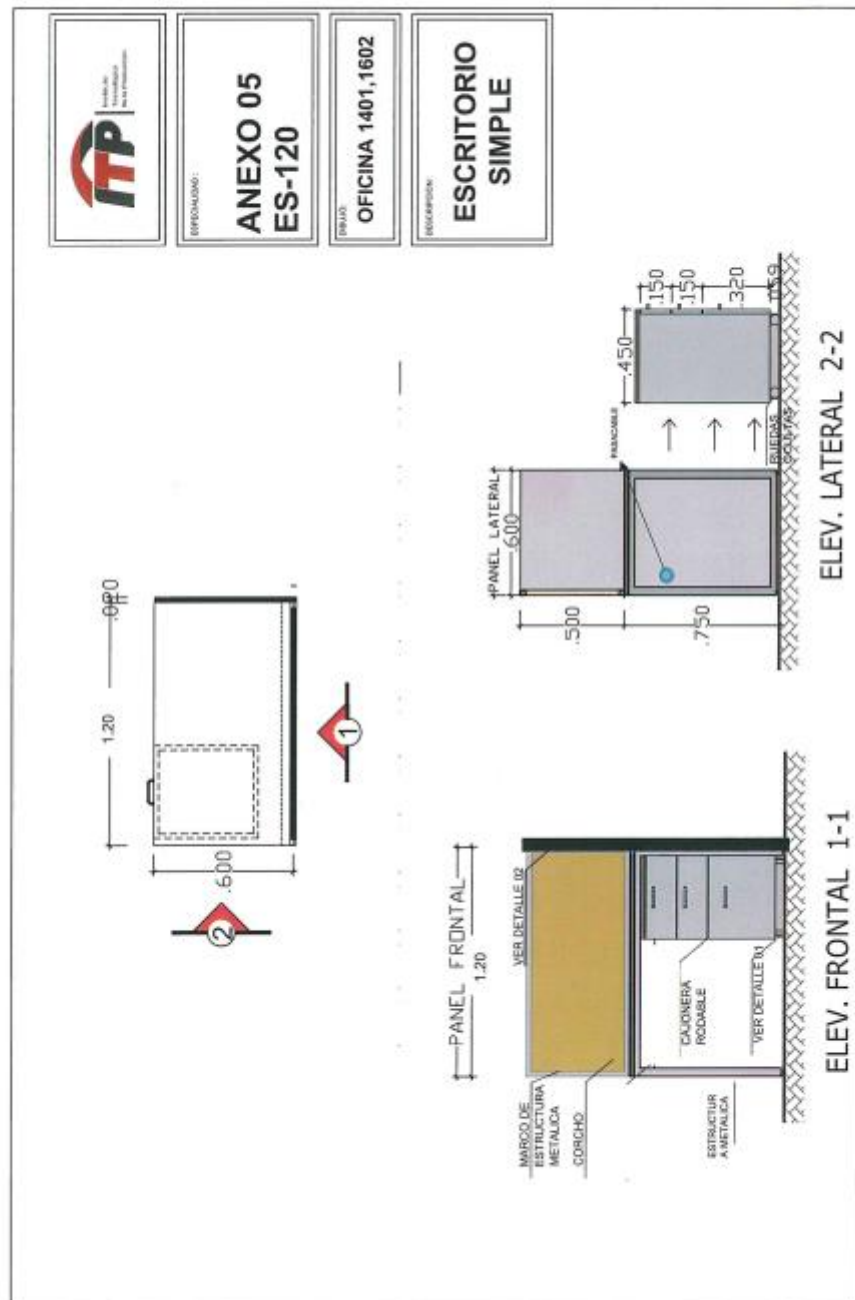 ITP
ESPECIALIDAD:
ANEXO 05
ES-120
DIBUJO:
OFICINA 1401,1602
DESCRIPCION:
ESCRITORIO
SIMPLE
1.20
.600
1
2
PANEL FRONTAL
1.20
VER DETALLE 02
MARCO DE
ESTRUCTURA
METALICA
CORCHO
CAJONERA
RODABLE
VER DETALLE 01
ESTRUCTUR
A METALICA
ELEV. FRONTAL 1-1
PANEL LATERAL
.600
PASACABLE
.500
.750
.450
.150
.150
.320
RUEDAS
ELEV. LATERAL 2-2